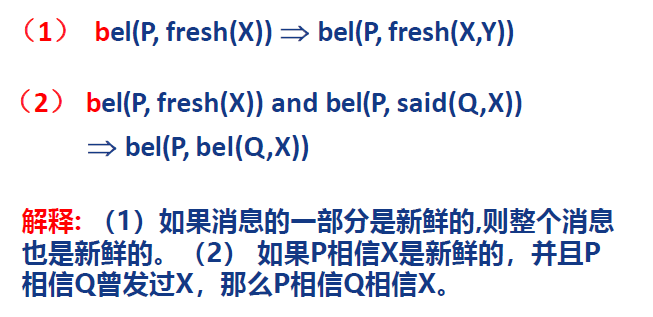 （1） bel(P, fresh(X)) ⟹ bel(P, fresh(X,Y))
（2） bel(P, fresh(X)) and bel(P, said(Q,X))
⟹ bel(P, bel(Q,X))
解释:（1）如果消息的一部分是新鲜的,则整个消息
也是新鲜的。（2） 如果P相信X是新鲜的，并且P
相信Q曾发过X，那么P相信Q相信X。